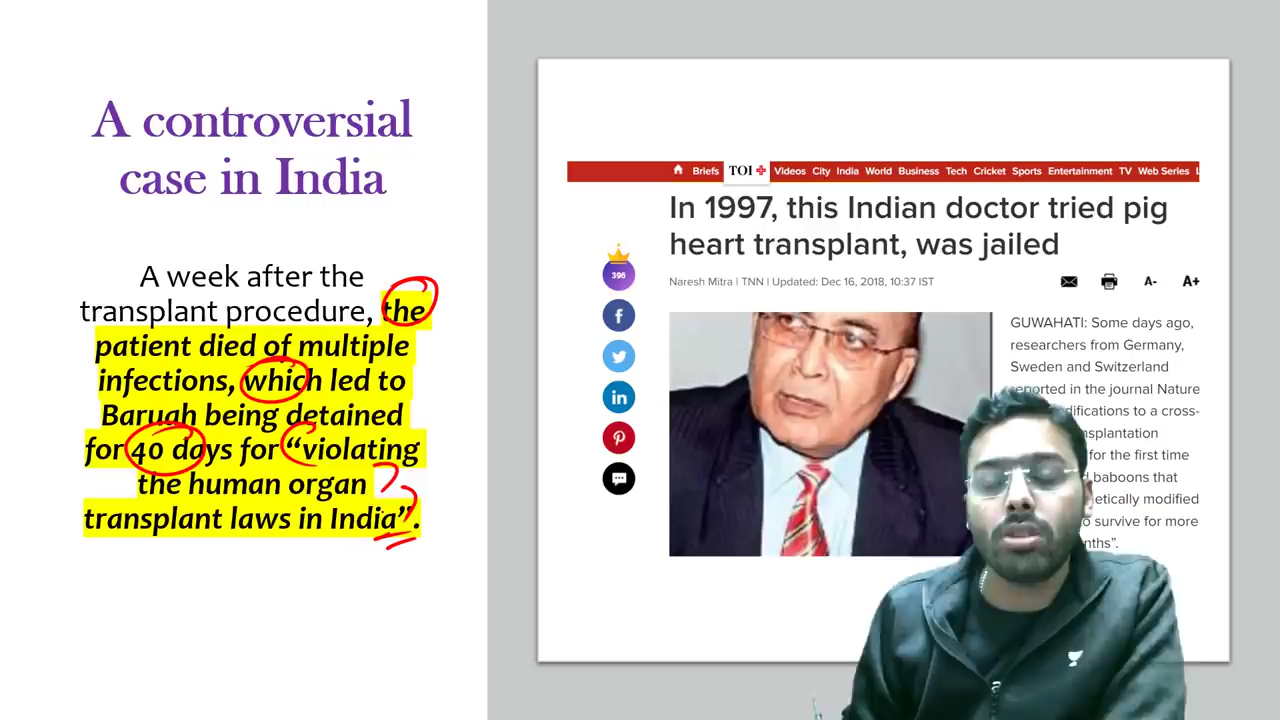 A controversial
case in India
A week after the
transplant procedure, the
patient died of multiple
infections, which led to
Baruah being detained
for 40 days for “violating
the human organ
transplant laws in India”.
Briefs TOI Videos City India World Business Tech Cricket Sports Entertainment TV Web Series
In 1997, this Indian doctor tried pig
heart transplant, was jailed
396
Naresh Mitra | TNN | Updated: Dec 16, 2018, 10:37 IST
A- A+
GUWAHATI: Some days ago,
researchers from Germany,
Sweden and Switzerland
reported in the journal Nature
to a cross-
for the first time
baboons that
to survive for more